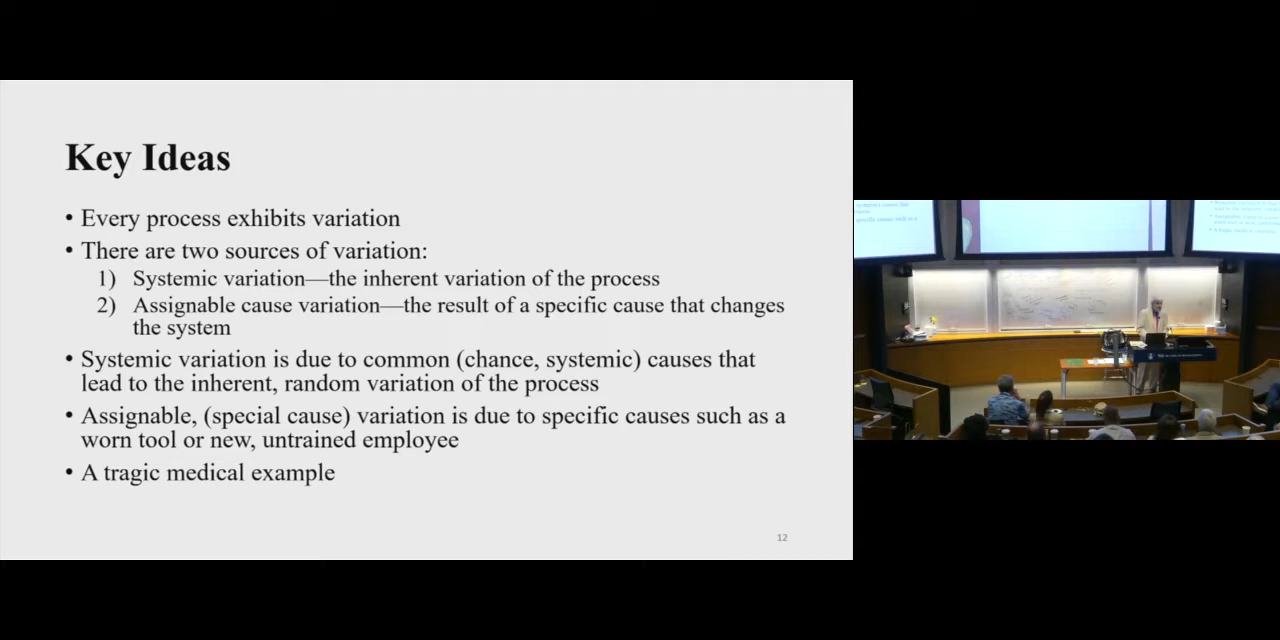 Key Ideas
• Every process exhibits variation
• There are two sources of variation:
1) Systemic variation—the inherent variation of the process
2) Assignable cause variation—the result of a specific cause that changes
the system
• Systemic variation is due to common (chance, systemic) causes that
lead to the inherent, random variation of the process
• Assignable, (special cause) variation is due to specific causes such as a
worn tool or new, untrained employee
• A tragic medical example
12